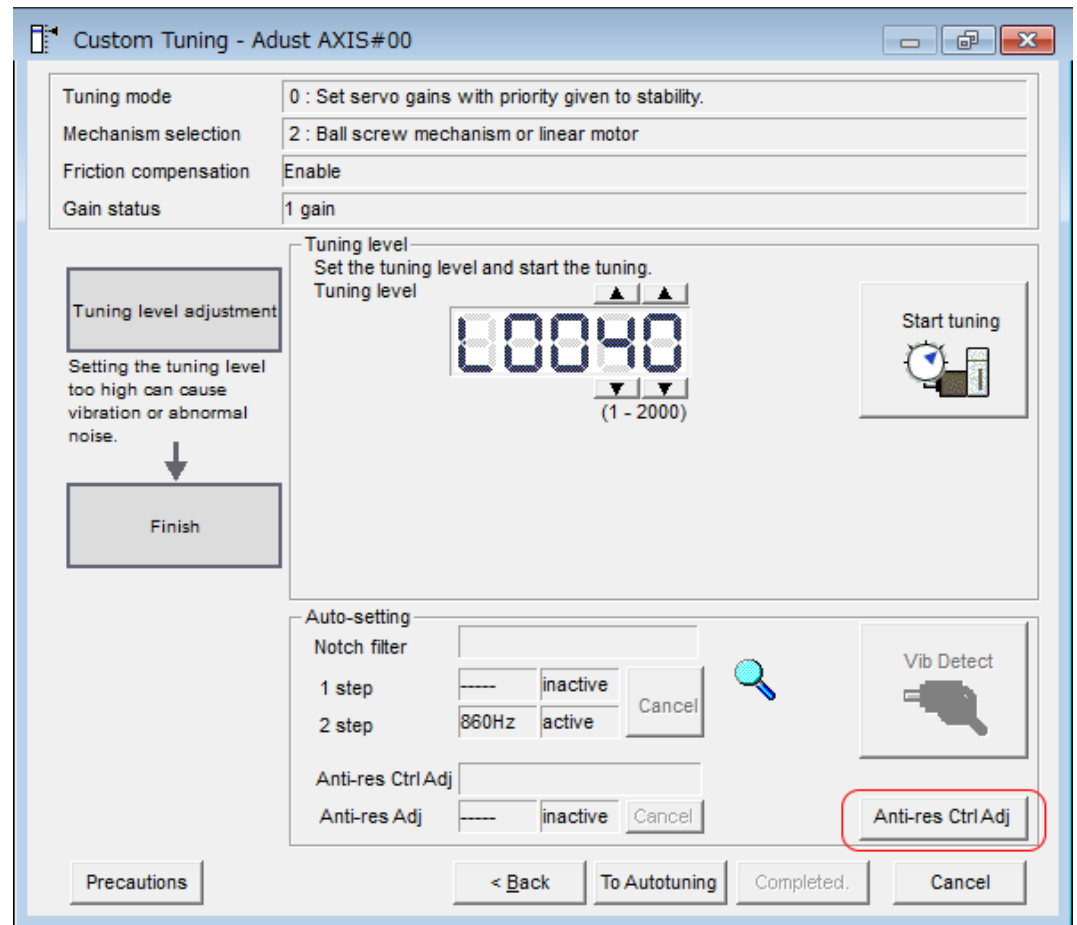 Custom Tuning - Adust AXIS#00
Tuning mode 0 : Set servo gains with priority given to stability.
Mechanism selection 2 : Ball screw mechanism or linear motor
Friction compensation Enable
Gain status 1 gain
Tuning level
Set the tuning level and start the tuning.
Tuning level
Tuning level adjustment
L0040
Start tuning
Setting the tuning level
too high can cause
vibration or abnormal
noise.
(1 - 2000)
Finish
Auto-setting
Notch filter
Vib Detect
1 step ----- inactive
Cancel
2 step 860Hz active
Anti-res Ctrl Adj
Anti-res Adj ----- inactive Cancel Anti-res Ctrl Adj
Precautions < Back To Autotuning Completed. Cancel